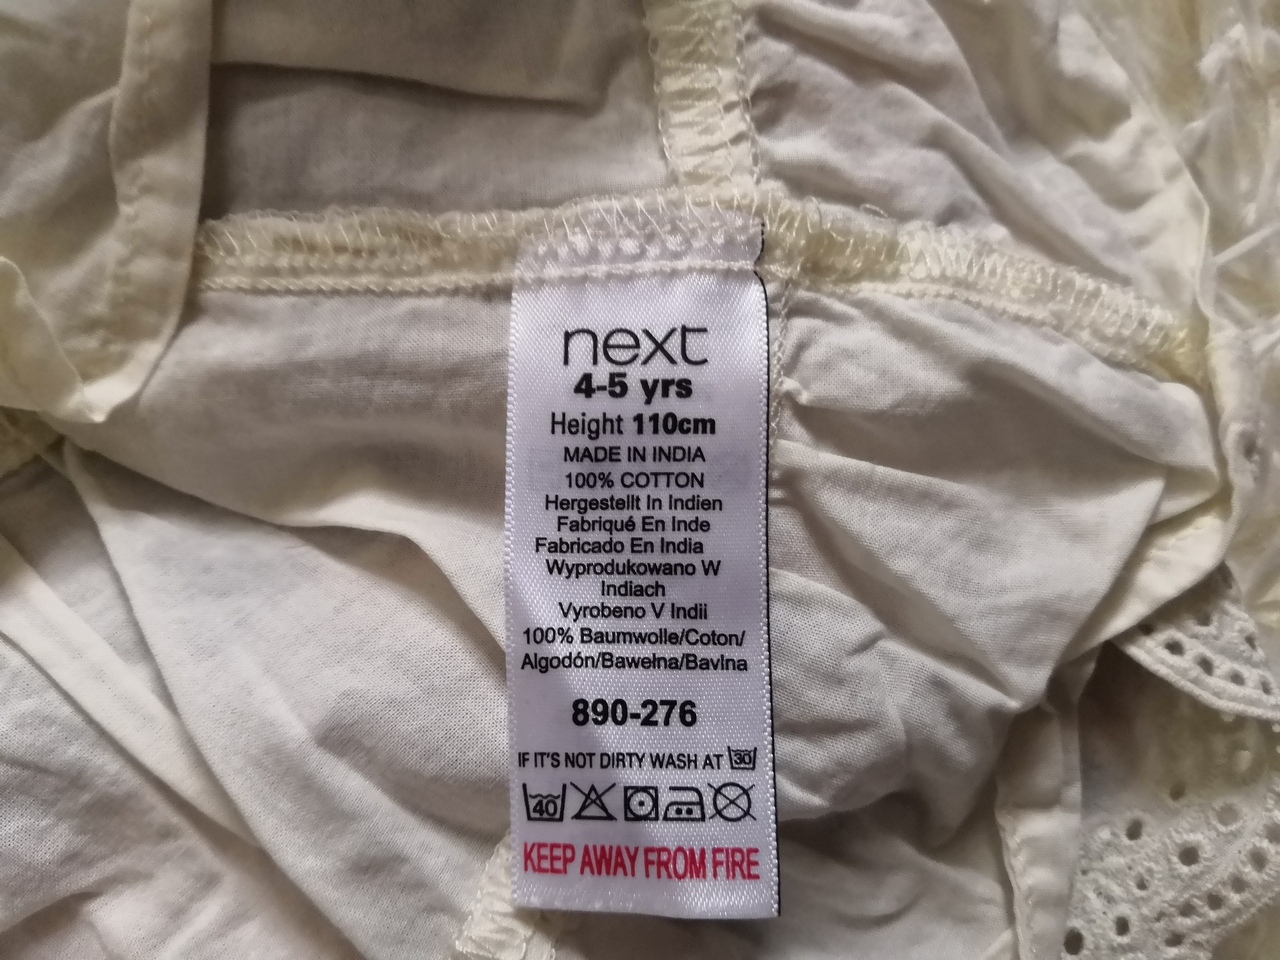 next
4-5 yrs
Height 110cm
MADE IN INDIA
100% COTTON
Hergestellt In Indien
Fabriqué En Inde
Fabricado En India
Wyprodukowano W
Indiach
Vyrobeno V Indii
100% Baumwolle/Coton/
Algodón/Bawełna/Bavlna
890-276
IF IT'S NOT DIRTY WASH AT 30
40
KEEP AWAY FROM FIRE